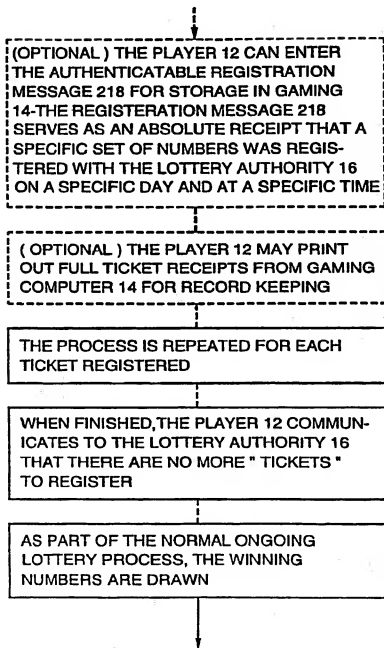 (OPTIONAL ) THE PLAYER 12 CAN ENTER
THE AUTHENTICATABLE REGISTRATION
MESSAGE 218 FOR STORAGE IN GAMING
14-THE REGISTERATION MESSAGE 218
SERVES AS AN ABSOLUTE RECEIPT THAT A
SPECIFIC SET OF NUMBERS WAS REGIS-
TERED WITH THE LOTTERY AUTHORITY 16
ON A SPECIFIC DAY AND AT A SPECIFIC TIME
( OPTIONAL ) THE PLAYER 12 MAY PRINT
OUT FULL TICKET RECEIPTS FROM GAMING
COMPUTER 14 FOR RECORD KEEPING
THE PROCESS IS REPEATED FOR EACH
TICKET REGISTERED
WHEN FINISHED,THE PLAYER 12 COMMUN-
ICATES TO THE LOTTERY AUTHORITY 16
THAT THERE ARE NO MORE " TICKETS "
TO REGISTER
AS PART OF THE NORMAL ONGOING
LOTTERY PROCESS, THE WINNING
NUMBERS ARE DRAWN